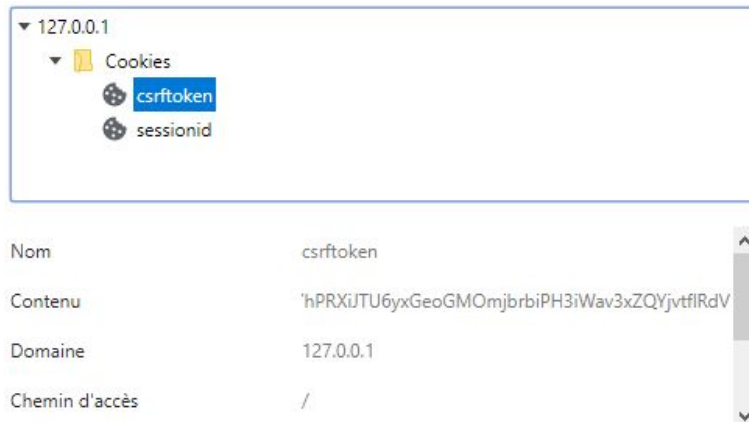 127.0.0.1
Cookies
csrftoken
sessionid
Nom csrftoken
Contenu hPRXiJTU6yxGeoGMOmjbrbiPH3iWav3xZQYjvtflRdV
Domaine 127.0.0.1
Chemin d'accès /